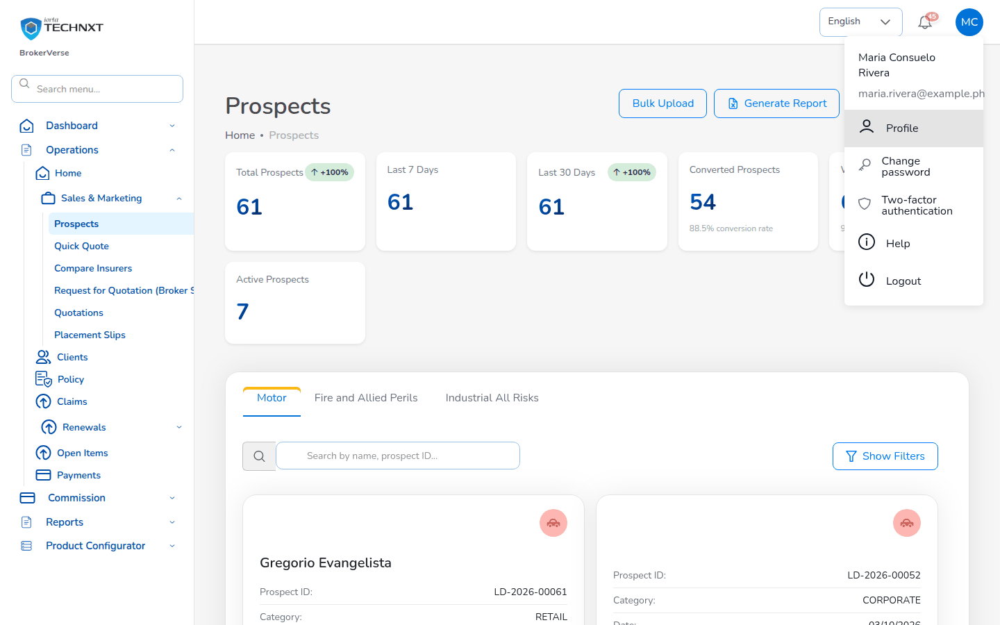 iorta
TECHNXT
BrokerVerse
Search menu...
Dashboard
Operations
Home
Sales & Marketing
Prospects
Quick Quote
Compare Insurers
Request for Quotation (Broker S
Quotations
Placement Slips
Clients
Policy
Claims
Renewals
Open Items
Payments
Commission
Reports
Product Configurator
English
45
MC
Maria Consuelo
Rivera
maria.rivera@example.ph
Profile
Change
password
Two-factor
authentication
Help
Logout
Prospects
Bulk Upload
Generate Report
Home • Prospects
Total Prospects
+100%
61
Last 7 Days
61
Last 30 Days
+100%
61
Converted Prospects
54
88.5% conversion rate
Active Prospects
7
Motor
Fire and Allied Perils
Industrial All Risks
Search by name, prospect ID...
Show Filters
Gregorio Evangelista
Prospect ID: LD-2026-00061
Category: RETAIL
Prospect ID: LD-2026-00052
Category: CORPORATE
Date: 03/10/2026